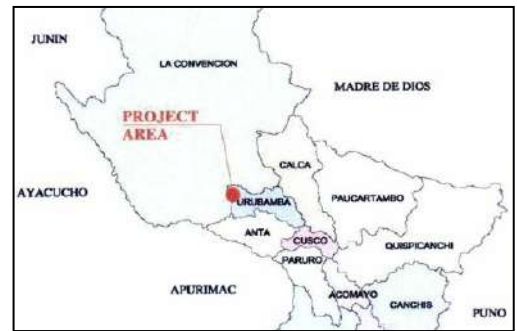 JUNIN
LA CONVENCION
MADRE DE DIOS
PROJECT
AREA
CALCA
AYACUCHO
URUBAMBA
PAUCARTAMBO
ANTA
CUSCO
QUISPICANCHI
PARURO
APURIMAC
ACOMAYO
CANCHIS
PUNO